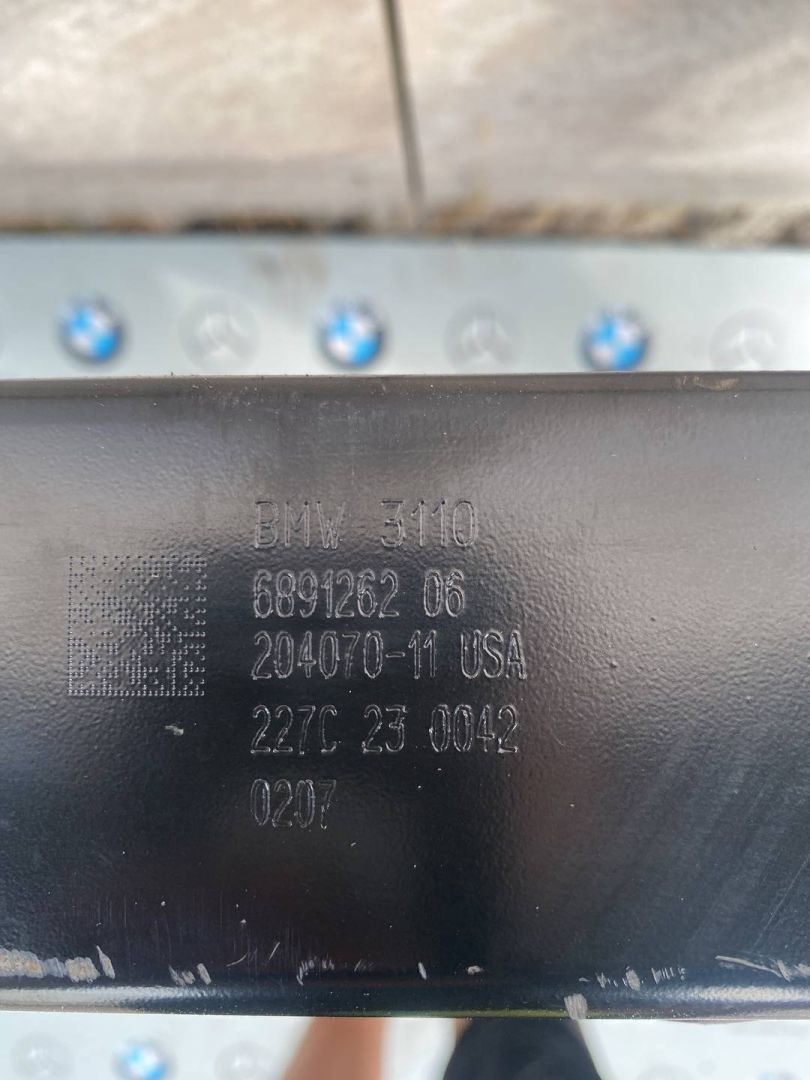 BMW 3110
6891262 06
204070-11 USA
227C 23 0042
0207